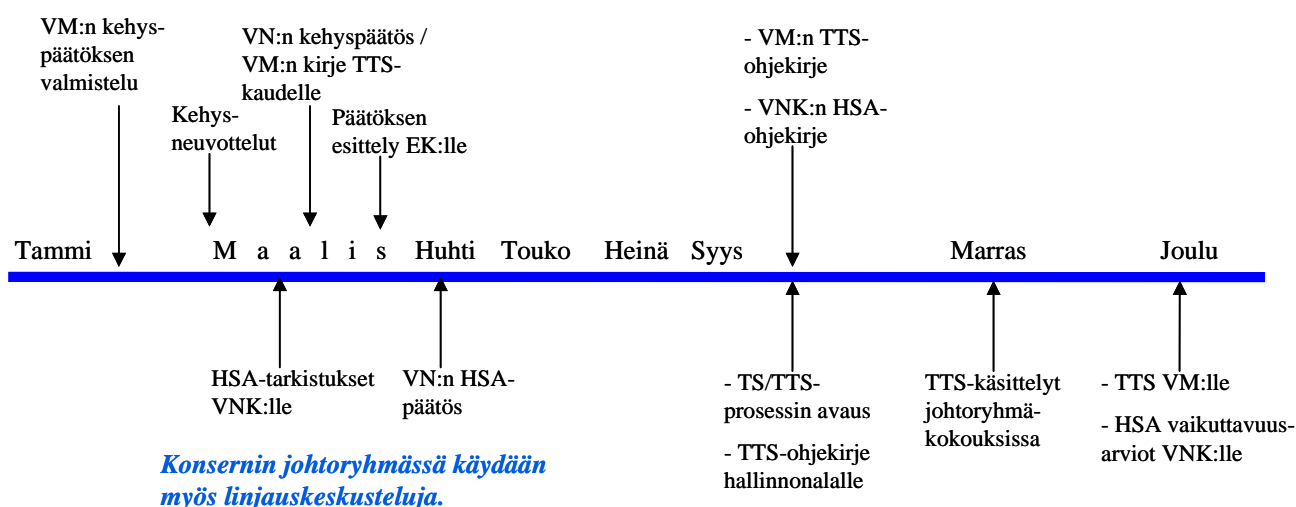 VM:n kehys-
päätöksen
valmistelu
Kehys-
neuvottelut
VN:n kehyspäätös /
VM:n kirje TTS-
kaudelle
Päätöksen
esittely EK:lle
- VM:n TTS-
ohjekirje
- VNK:n HSA-
ohjekirje
Tammi M a a l i s Huhti Touko Heinä Syys Marras Joulu
HSA-tarkistukset
VNK:lle
VN:n HSA-
päätös
- TS/TTS-
prosessin avaus
- TTS-ohjekirje
hallinnonalalle
TTS-käsittelyt
johtoryhmä-
kokouksissa
- TTS VM:lle
- HSA vaikuttavuus-
arviot VNK:lle
Konsernin johtoryhmässä käydään
myös linjauskeskusteluja.